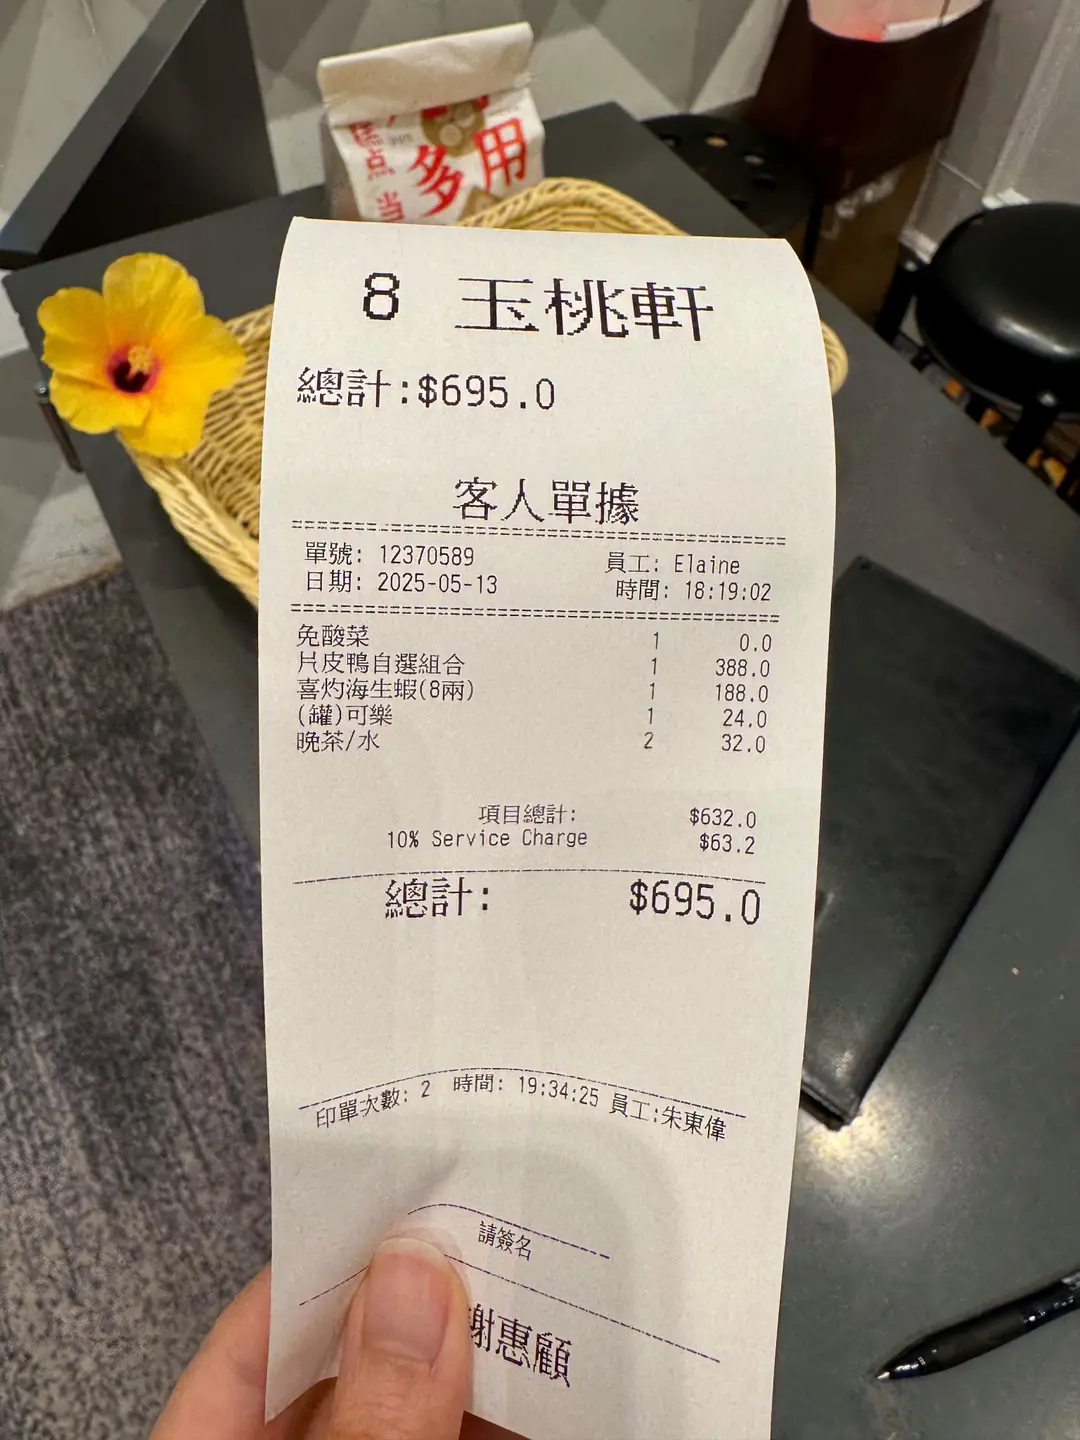 糕点
当
多用
8 玉桃軒
總計:$695.0
客人單據
單號: 12370589 員工: Elaine
日期: 2025-05-13 時間: 18:19:02
免酸菜 1 0.0
片皮鴨自選組合 1 388.0
喜灼海生蝦(8兩) 1 188.0
(罐)可樂 1 24.0
晚茶/水 2 32.0
項目總計: $632.0
10% Service Charge $63.2
總計: $695.0
印單次數: 2 時間: 19:34:25 員工:朱東偉
請簽名
謝惠顧